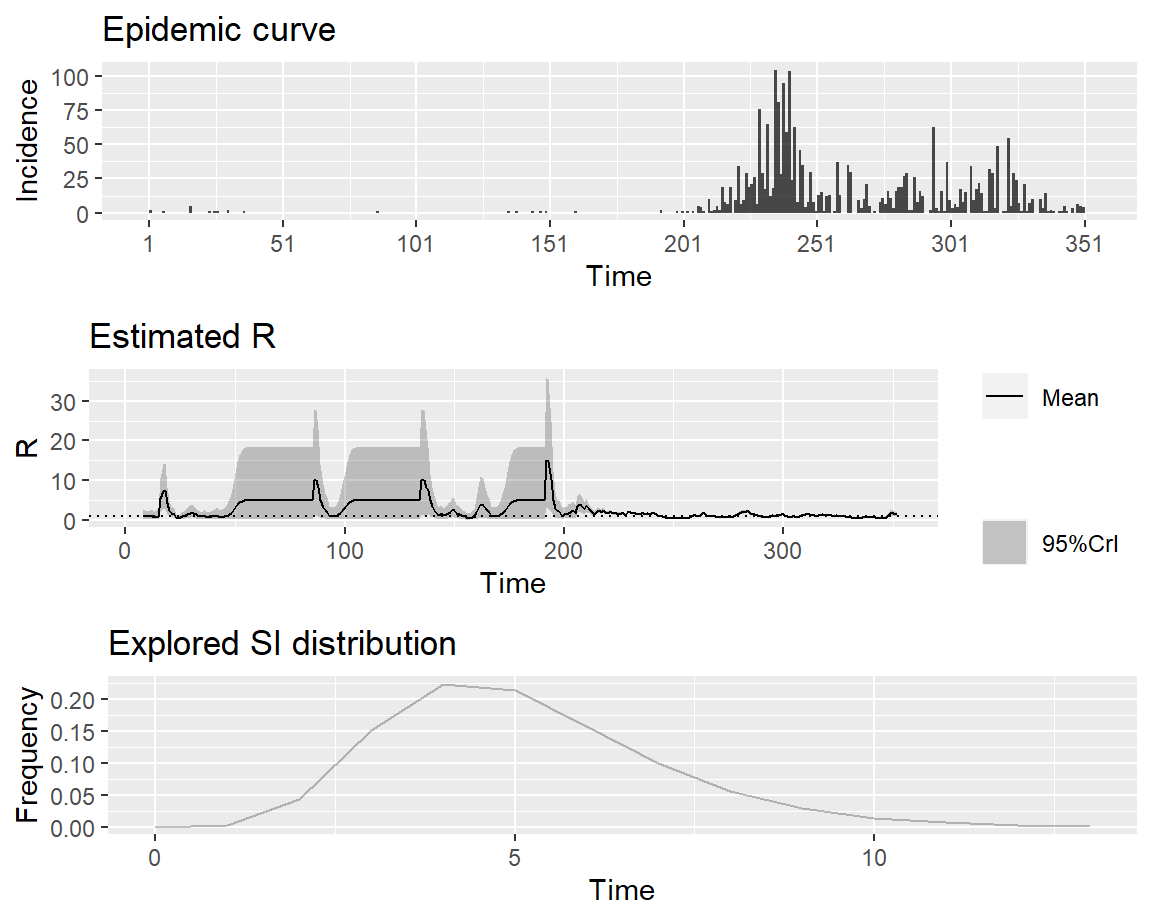 Epidemic curve
Incidence
100
75
50
25
0
1 51 101 151 201 251 301 351
Time
Estimated R
R
30
20
10
0
0 100 200 300
Time
Mean
95%CrI
Explored SI distribution
Frequency
0.20
0.15
0.10
0.05
0.00
0 5 10
Time